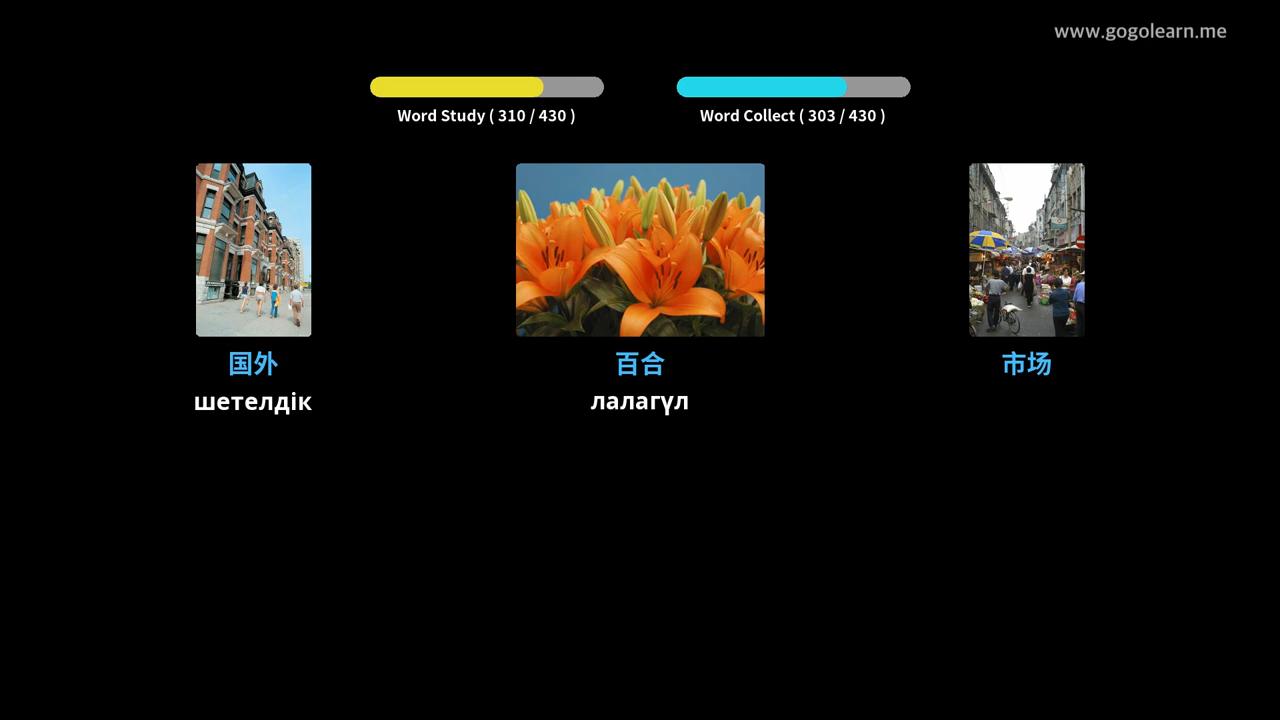 www.gogolearn.me
Word Study ( 310 / 430 )
Word Collect ( 303 / 430 )
国外
百合
市场
шетелдік
лалагүл